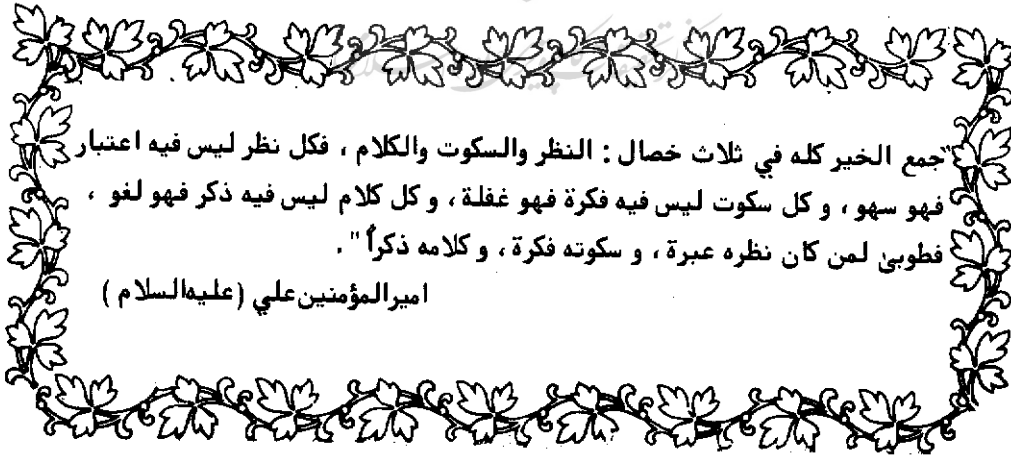 "جمع الخير كله في ثلاث خصال : النظر والسكوت والكلام ، فكل نظر ليس فيه اعتبار
فهو سهو ، و كل سكوت ليس فيه فكرة فهو غفلة ، و كل كلام ليس فيه ذكر فهو لغو ،
فطوبىٰ لمن كان نظره عبرة ، و سكوته فكرة ، و كلامه ذكراً " .
اميرالمؤمنين علي (عليه السلام )